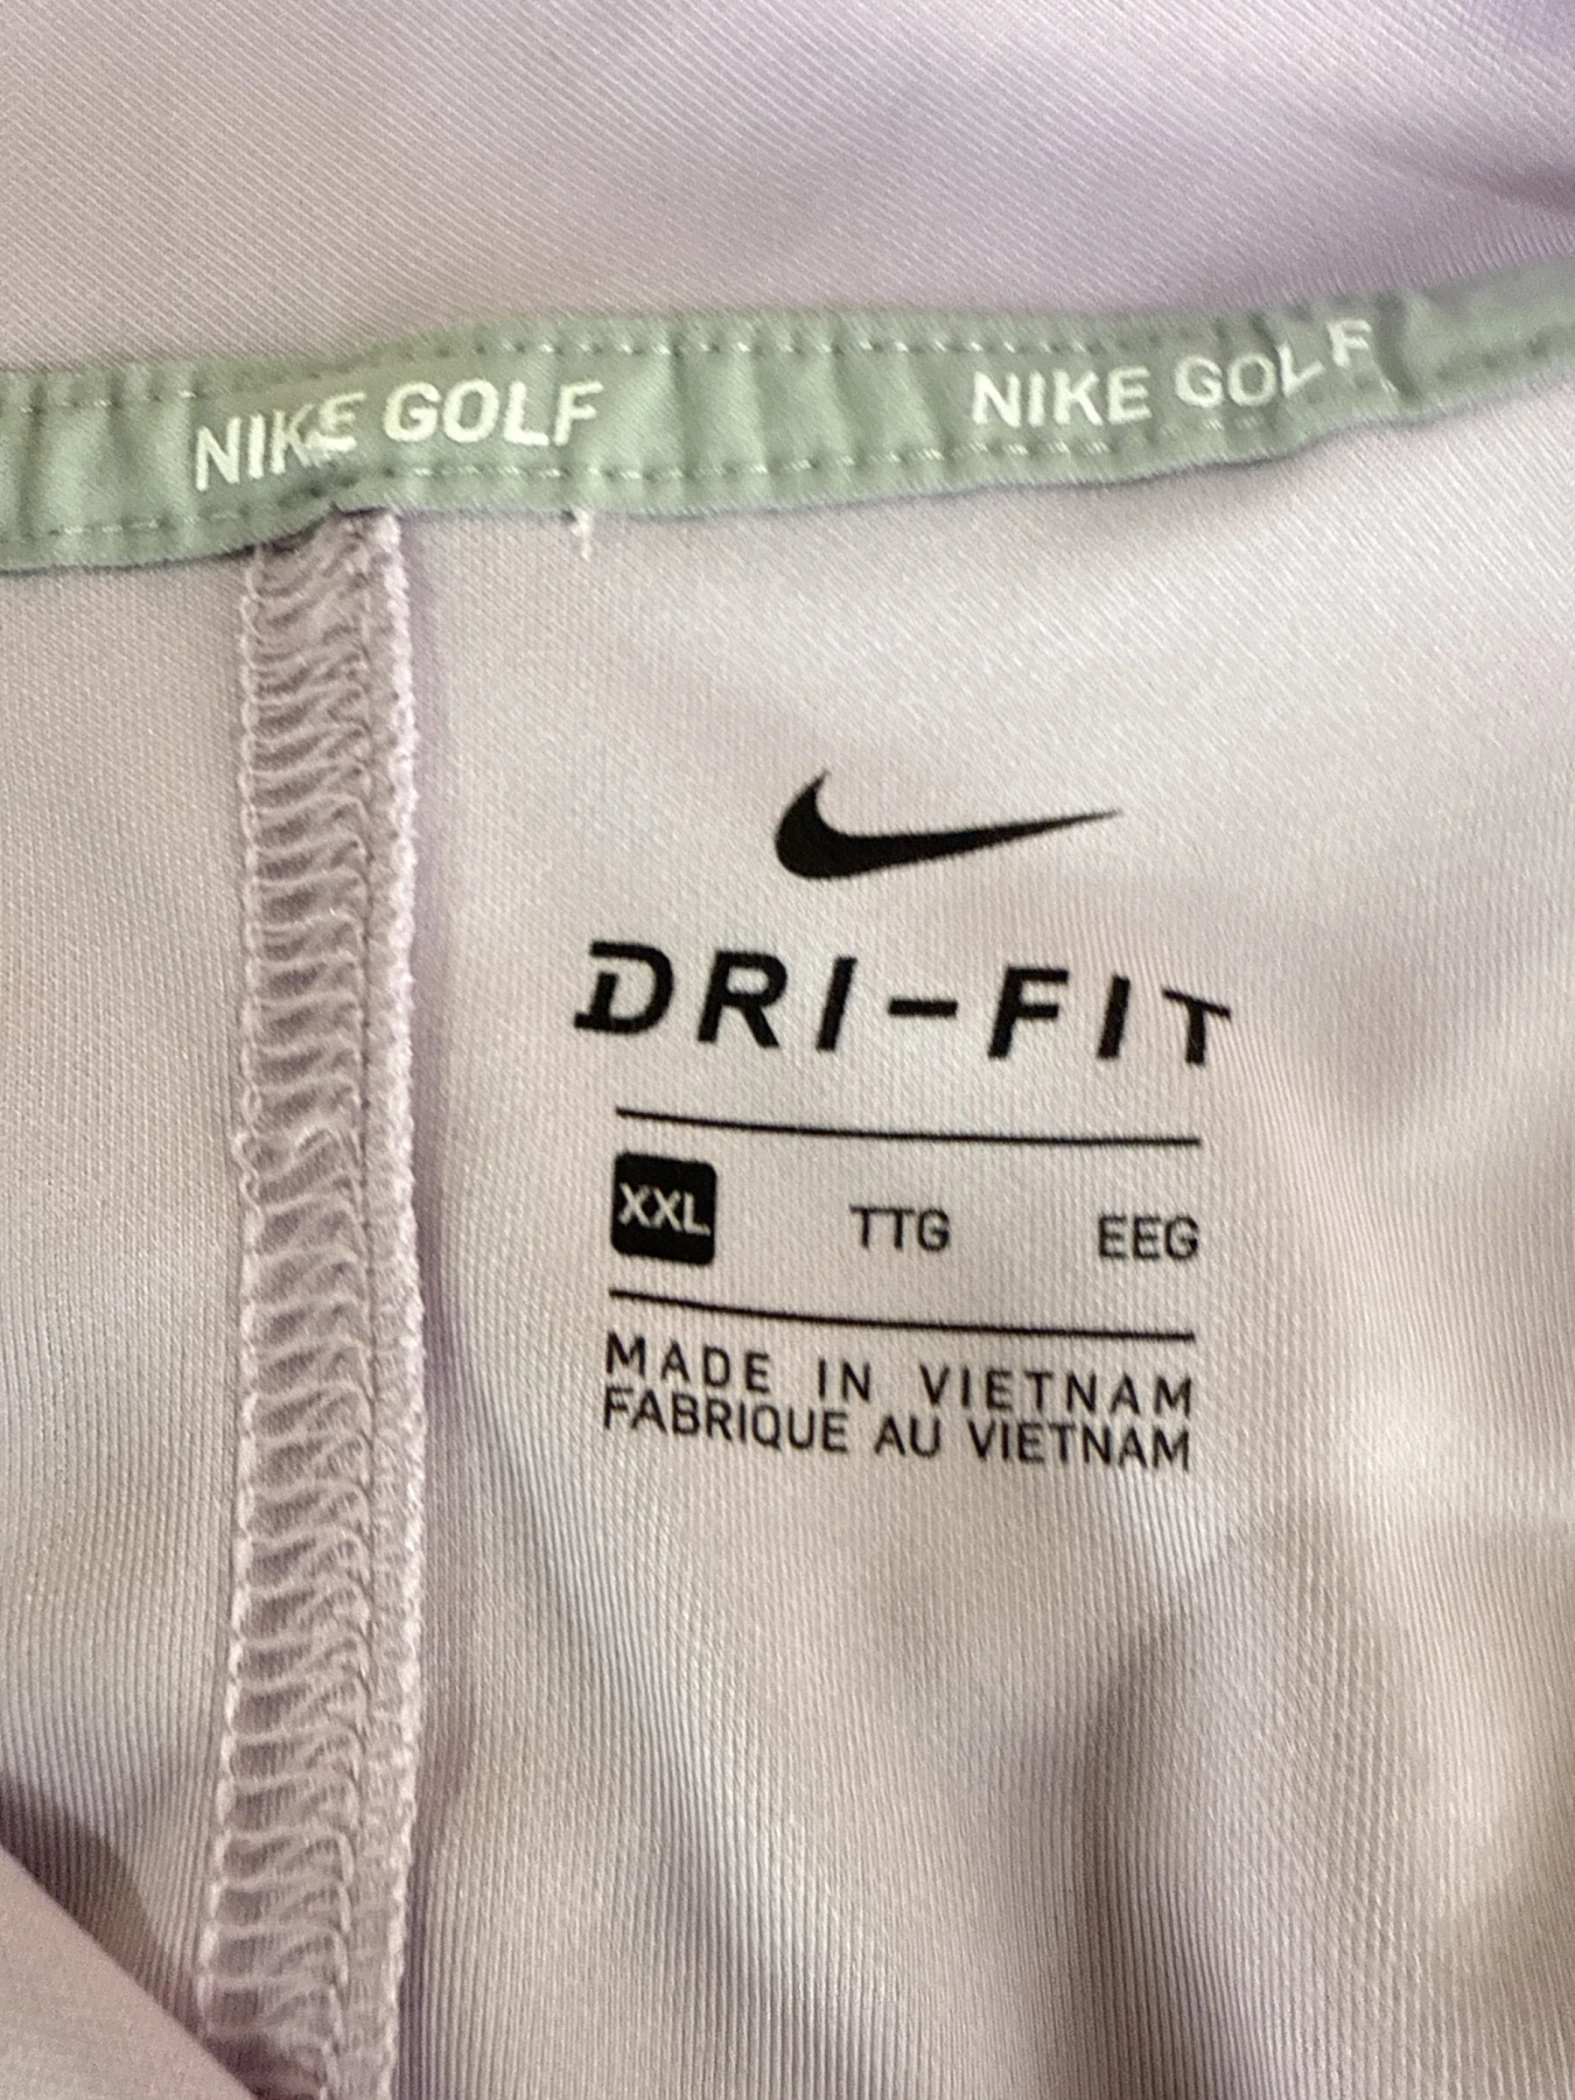 NIKE GOLF NIKE GOLF
DRI-FIT
XXL TTG EEG
MADE IN VIETNAM
FABRIQUE AU VIETNAM